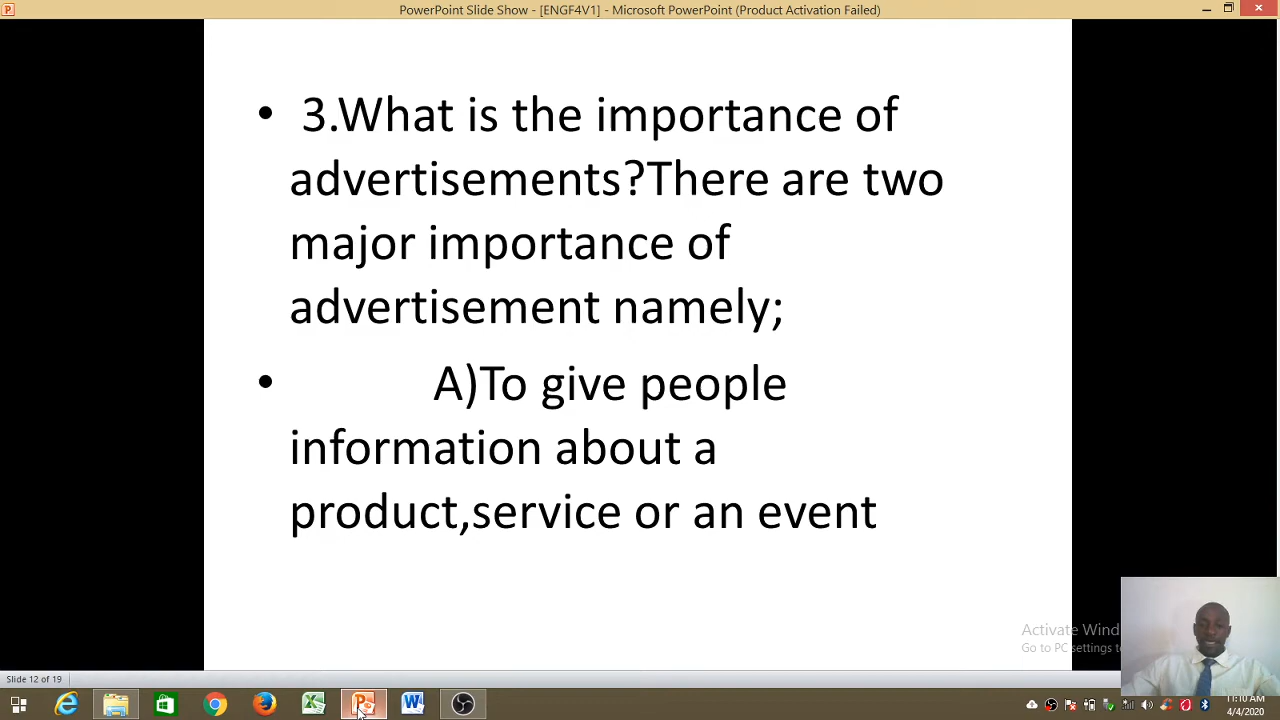 PowerPoint Slide Show - [ENGF4V1] - Microsoft PowerPoint (Product Activation Failed)
• 3.What is the importance of
advertisements?There are two
major importance of
advertisement namely;
• A)To give people
information about a
product,service or an event
Activate Wind
Go to PC settings t
Slide 12 of 19
11:10 AM
4/4/2020